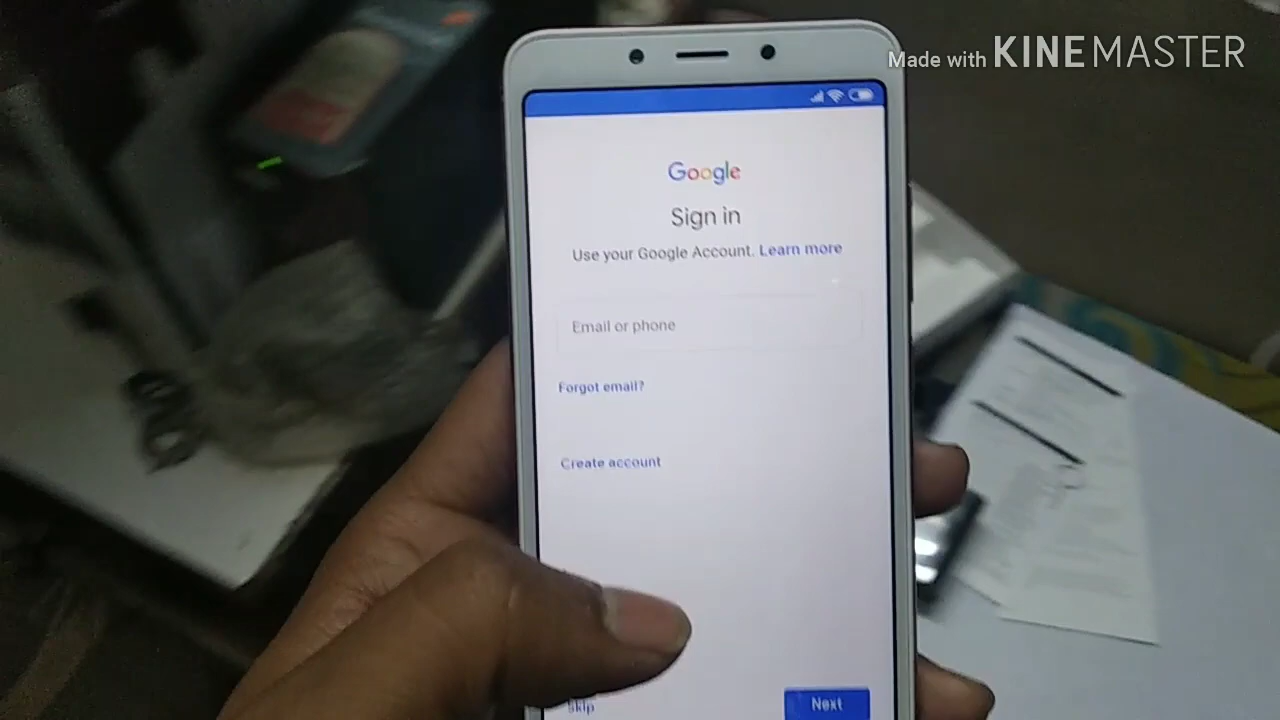 Made with KINEMASTER
Google
Sign in
Use your Google Account. Learn more
Email or phone
Forgot email?
Create account
Skip
Next